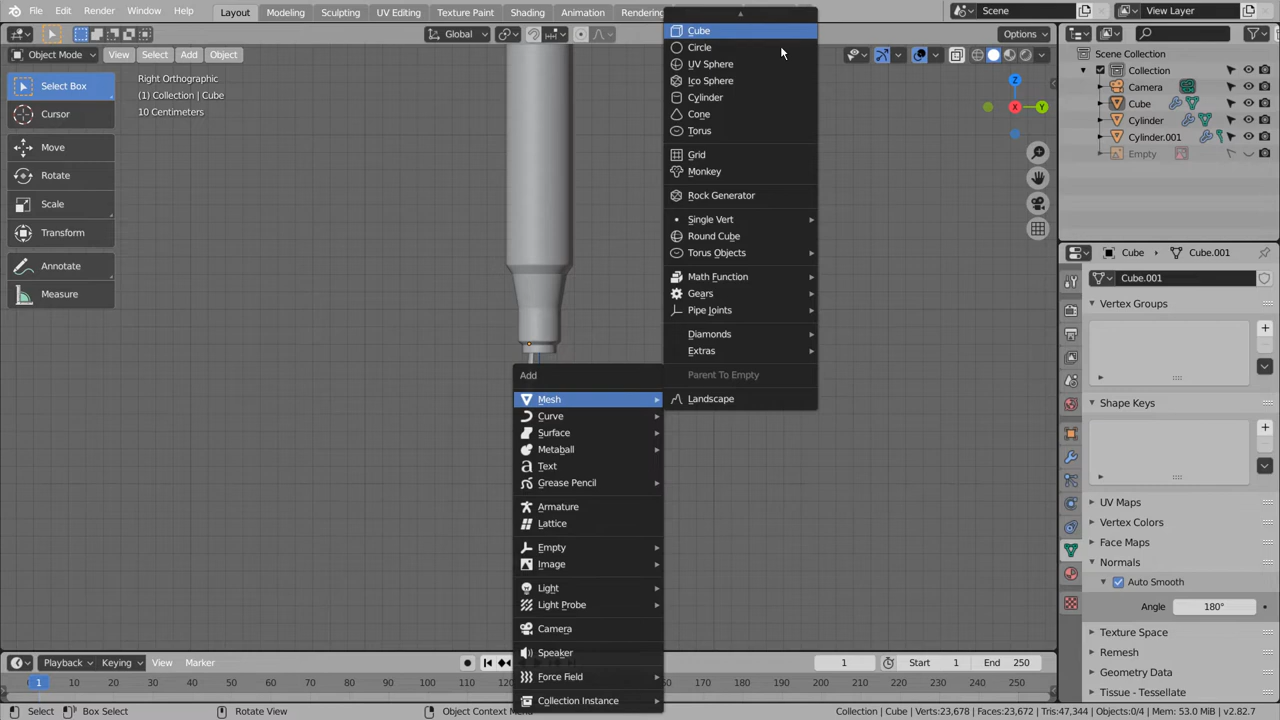 File Edit Render Window Help
Layout Modeling Sculpting UV Editing Texture Paint Shading Animation Rendering
Scene
View Layer
Object Mode View Select Add Object
Global
Options
Select Box
Cursor
Move
Rotate
Scale
Transform
Annotate
Measure
Right Orthographic
(1) Collection | Cube
10 Centimeters
Add
Mesh
Curve
Surface
Metaball
Text
Grease Pencil
Armature
Lattice
Empty
Image
Light
Light Probe
Camera
Speaker
Force Field
Collection Instance
Cube
Circle
UV Sphere
Ico Sphere
Cylinder
Cone
Torus
Grid
Monkey
Rock Generator
Single Vert
Round Cube
Torus Objects
Math Function
Gears
Pipe Joints
Diamonds
Extras
Parent To Empty
Landscape
Z
X
Y
Scene Collection
Collection
Camera
Cube
Cylinder
Cylinder.001
Empty
Cube Cube.001
Cube.001
Vertex Groups
Shape Keys
UV Maps
Vertex Colors
Face Maps
Normals
Auto Smooth
Angle 180°
Texture Space
Remesh
Geometry Data
Texture - Tessellate
Playback Keying View Marker
1 Start 1 End 250
1 10 20 30 40 50 60 70 80 90 100 110 120 160 170 180 190 200 210 220 230 240 250
Select Box Select Rotate View Object Context Menu
Collection | Cube | Verts:23,678 | Faces:23,672 | Tris:47,344 | Objects:0/4 | Mem: 53.0 MiB | v2.82.7